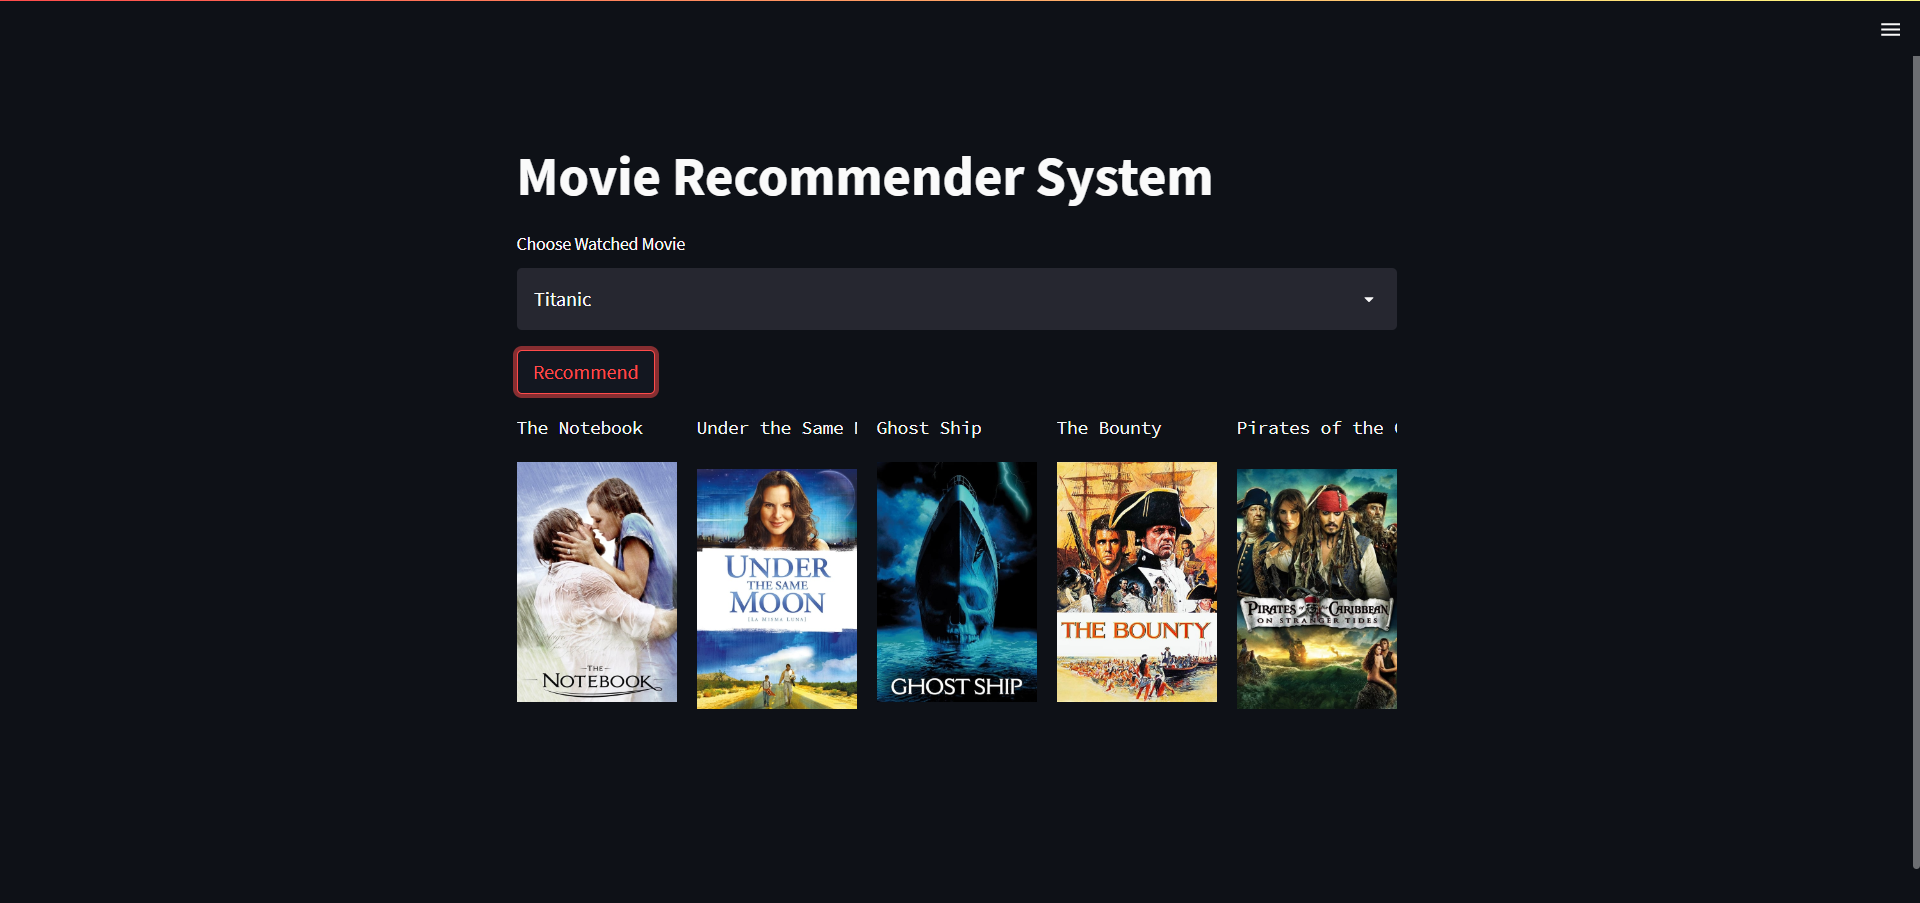 Movie Recommender System
Choose Watched Movie
Titanic
Recommend
The Notebook
Under the Same
Ghost Ship
The Bounty
Pirates of the
THE
NOTEBOOK
UNDER
THE SAME
MOON
[LA MISMA LUNA]
GHOST SHIP
THE BOUNTY
PIRATES OF THE CARIBBEAN
ON STRANGER TIDES